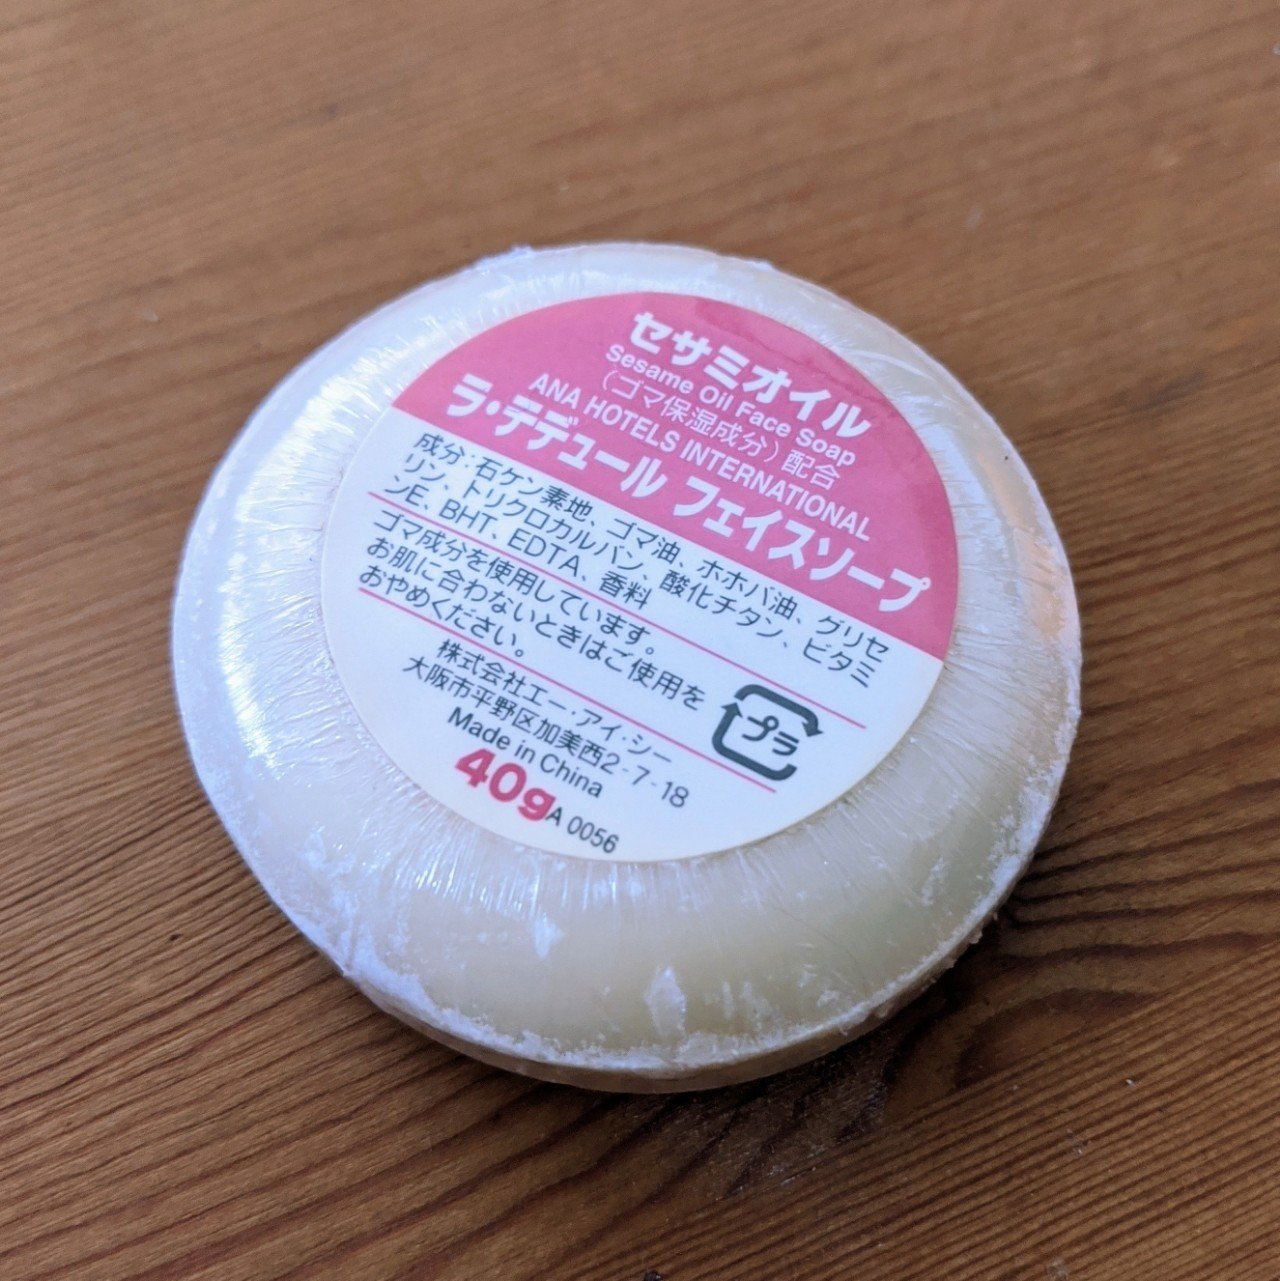 セサミオイル
Sesame Oil Face Soap
（ゴマ保湿成分）配合
ANA HOTELS INTERNATIONAL
ラ・テデュール フェイスソープ
成分：石ケン素地、ゴマ油、ホホバ油、グリセ
リン、トリクロカルバン、酸化チタン、ビタミ
ンE、BHT、EDTA、香料
ゴマ成分を使用しています。
お肌に合わないときはご使用を
おやめください。
プラ
株式会社エー・アイ・シー
大阪市平野区加美西2-7-18
Made in China
40g A 0056